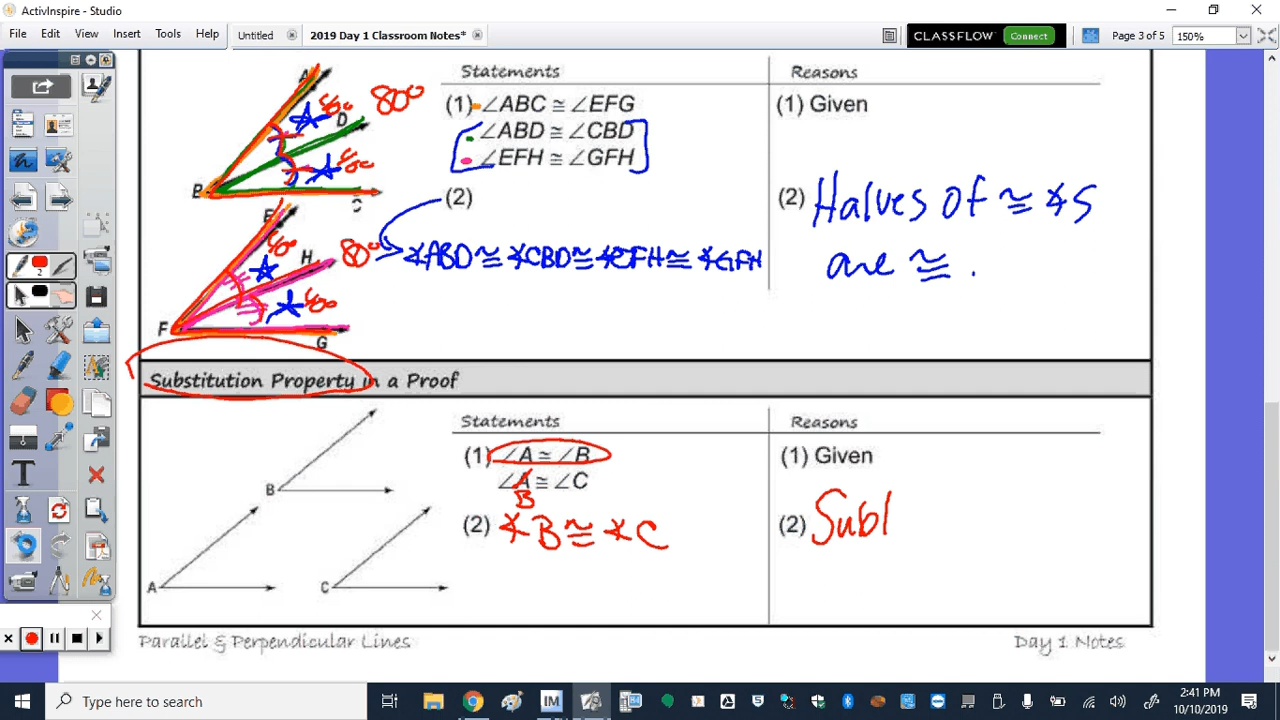 ActivInspire - Studio
File Edit View Insert Tools Help Untitled 2019 Day 1 Classroom Notes* CLASSFLOW Connect Page 3 of 5 150%
Statements Reasons
(1) ∠ABC ≅ ∠EFG (1) Given
∠ABD ≅ ∠CBD
∠EFH ≅ ∠GFH
(2) (2) Halves of ≅ ∡s
∡ABD ≅ ∡CBD ≅ ∡EFH ≅ ∡GFH are ≅ .
A 40° 80°
D
40°
B
C
E
40° H 80°
40°
F
G
Substitution Property in a Proof
Statements Reasons
(1) ∠A ≅ ∠B (1) Given
∠A ≅ ∠C
B
(2) ∡B ≅ ∡C (2) Subl
B
A C
Parallel & Perpendicular Lines Day 1 Notes
Type here to search
2:41 PM
10/10/2019